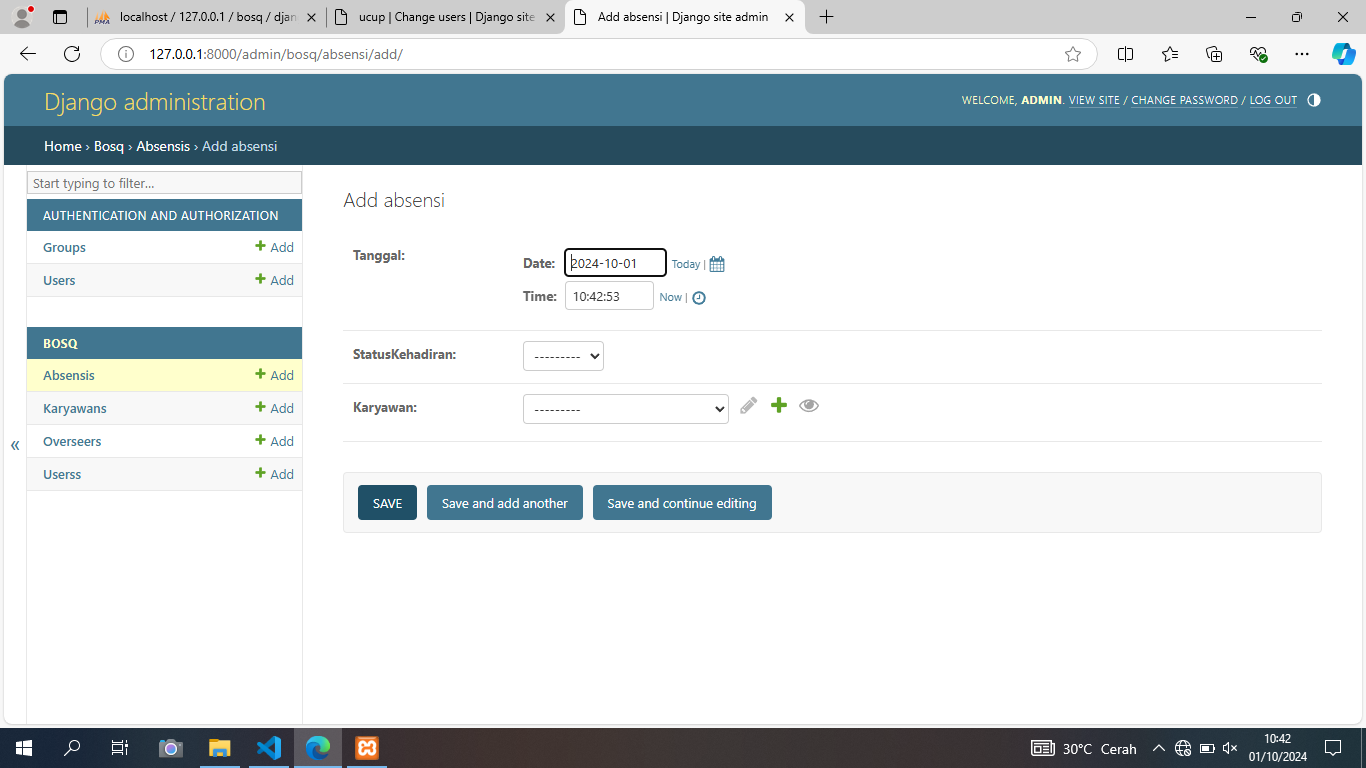 localhost / 127.0.0.1 / bosq / djan
ucup | Change users | Django site
Add absensi | Django site admin
127.0.0.1:8000/admin/bosq/absensi/add/
Django administration
WELCOME, ADMIN. VIEW SITE / CHANGE PASSWORD / LOG OUT
Home › Bosq › Absensis › Add absensi
Start typing to filter...
AUTHENTICATION AND AUTHORIZATION
Groups + Add
Users + Add
BOSQ
Absensis + Add
Karyawans + Add
Overseers + Add
Userss + Add
«
Add absensi
Tanggal:
Date: 2024-10-01 Today |
Time: 10:42:53 Now |
StatusKehadiran: ---------
Karyawan: ---------
SAVE Save and add another Save and continue editing
30°C Cerah
10:42
01/10/2024